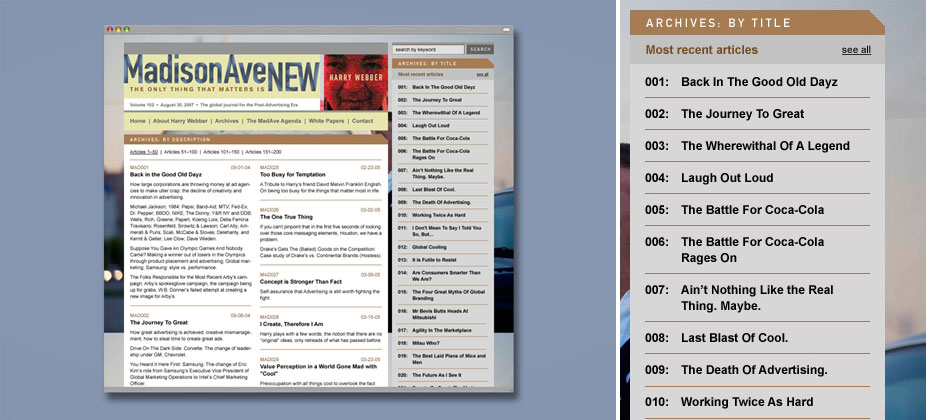 MadisonAveNEW
THE ONLY THING THAT MATTERS IS
HARRY WEBBER
Volume 102 • August 30, 2007 • The global journal for the Post-Advertising Era
Home | About Harry Webber | Archives | The MadAve Agenda | White Papers | Contact
ARCHIVES: BY DESCRIPTION
Articles 1–50 | Articles 51–100 | Articles 101–150 | Articles 151–200
MAD001 09-01-04
Back in the Good Old Dayz
How large corporations are throwing money at ad agen-
cies to make utter crap; the decline of creativity and
innovation in advertising.
Michael Jackson, 1984; Pepsi; Band-Aid; MTV; Fed-Ex;
Dr. Pepper; BBDO; NIKE; The Donny, Y&R NY and DDB;
Wells, Rich, Greene; Papert, Koenig Lois; Della Femina
Travisano; Rosenfeld, Sirowitz & Lawson; Carl Ally; Am-
merati & Puris; Scali, McCabe & Sloves; Delehanty, and
Kernit & Geller; Lee Clow; Dave Wieden.
Suppose You Gave An Olympic Games And Nobody
Came? Making a winner out of losers in the Olympics
through product placement and advertising; Global mar-
keting; Samsung; style vs. performance.
The Folks Responsible for the Most Recent Arby's cam-
paign. Arby's spokesglove campaign, the campaign being
up for grabs; W.B. Donner's failed attempt at creating a
new image for Arby's.
MAD002 09-08-04
The Journey To Great
How great advertising is achieved; creative mismanage-
ment, how to steal time to create great ads.
Drive On The Dark Side: Corvette. The change of leader-
ship under GM; Chevrolet.
You Heard It Here First: Samsung. The change of Eric
Kim's role from Samsung's Executive Vice President of
Global Marketing Operations to Intel's Chief Marketing
Officer.
MAD025 02-23-05
Too Busy for Temptation
A Tribute to Harry's friend David Melvin Franklin English.
On being too busy for the things that matter most in life.
MAD026 03-02-05
The One True Thing
If you can't pinpoint that in the first five seconds of looking
over those core messaging elements, Houston, we have a
problem.
Drake's Gets The (Baked) Goods on the Competition:
Case study of Drake's vs. Continental Brands (Hostess).
MAD027 03-09-05
Concept is Stronger Than Fact
Self-assurance that Advertising is still worth fighting the
fight.
MAD028 03-15-05
I Create, Therefore I Am
Harry plays with a few words; the notion that there are no
"original" ideas, only retreads of what has passed before.
MAD029 03-23-05
Value Perception in a World Gone Mad with
"Cool"
Preoccupation with all things cool to overlook the fact
search by keyword
SEARCH
ARCHIVES: BY TITLE
Most recent articles see all
001: Back In The Good Old Dayz
002: The Journey To Great
003: The Wherewithal Of A Legend
004: Laugh Out Loud
005: The Battle For Coca-Cola
006: The Battle For Coca-Cola
Rages On
007: Ain't Nothing Like the Real
Thing. Maybe.
008: Last Blast Of Cool.
009: The Death Of Advertising.
010: Working Twice As Hard
011: I Don't Mean To Say I Told You
So, But...
012: Global Cooling
013: It Is Futile to Resist
014: Are Consumers Smarter Than
We Are?
015: The Four Great Myths Of Global
Branding
016: Mr Bevis Butts Heads At
Mitsubishi
017: Agility In The Marketplace
018: Mitsu Who?
019: The Best Laid Plans of Mice and
Men
020: The Future As I See It
ARCHIVES: BY TITLE
Most recent articles see all
001: Back In The Good Old Dayz
002: The Journey To Great
003: The Wherewithal Of A Legend
004: Laugh Out Loud
005: The Battle For Coca-Cola
006: The Battle For Coca-Cola
Rages On
007: Ain't Nothing Like the Real
Thing. Maybe.
008: Last Blast Of Cool.
009: The Death Of Advertising.
010: Working Twice As Hard